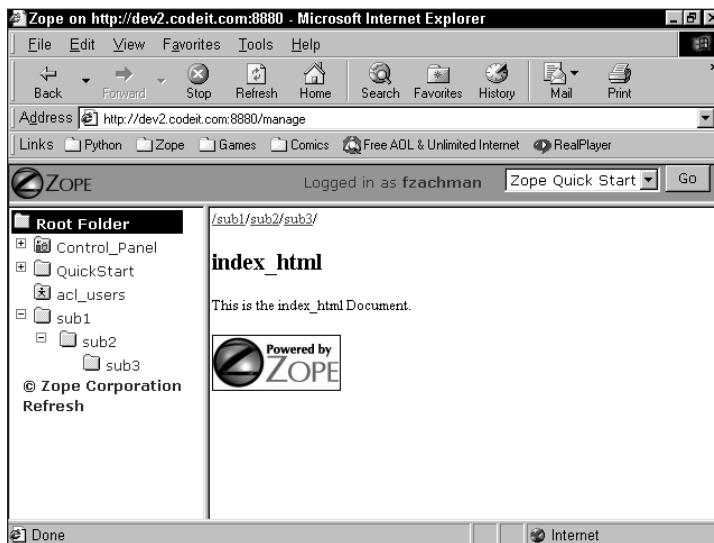 Zope on http://dev2.codeit.com:8880 - Microsoft Internet Explorer
File Edit View Favorites Tools Help
Back Forward Stop Refresh Home Search Favorites History Mail Print
Address http://dev2.codeit.com:8880/manage
Links Python Zope Games Comics Free AOL & Unlimited Internet RealPlayer
ZOPE Logged in as fzachman Zope Quick Start Go
Root Folder
Control_Panel
QuickStart
acl_users
sub1
sub2
sub3
© Zope Corporation
Refresh
/sub1/sub2/sub3/
index_html
This is the index_html Document.
Powered by
ZOPE
Done Internet